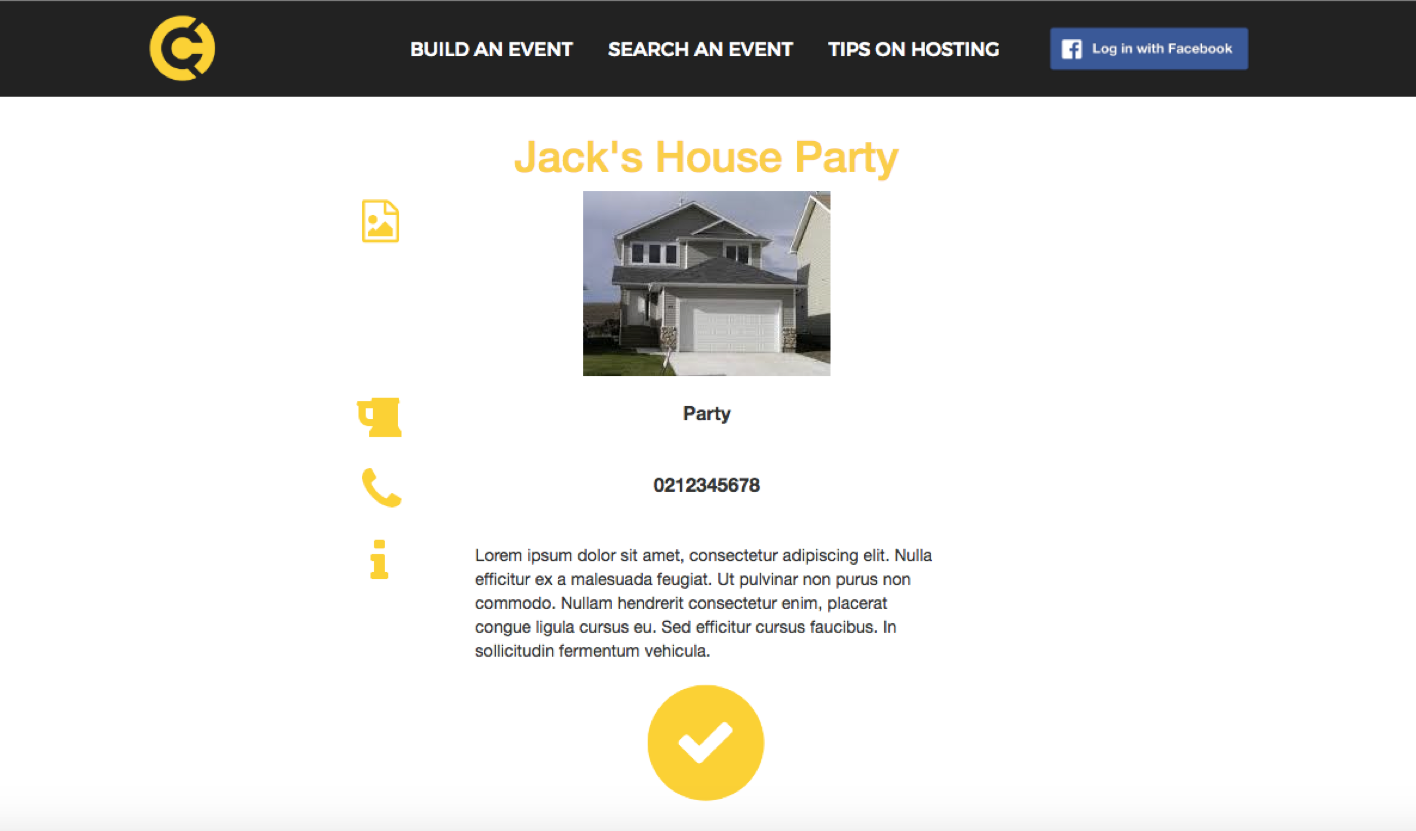 BUILD AN EVENT SEARCH AN EVENT TIPS ON HOSTING Log in with Facebook
Jack's House Party
Party
0212345678
Lorem ipsum dolor sit amet, consectetur adipiscing elit. Nulla
efficitur ex a malesuada feugiat. Ut pulvinar non purus non
commodo. Nullam hendrerit consectetur enim, placerat
congue ligula cursus eu. Sed efficitur cursus faucibus. In
sollicitudin fermentum vehicula.